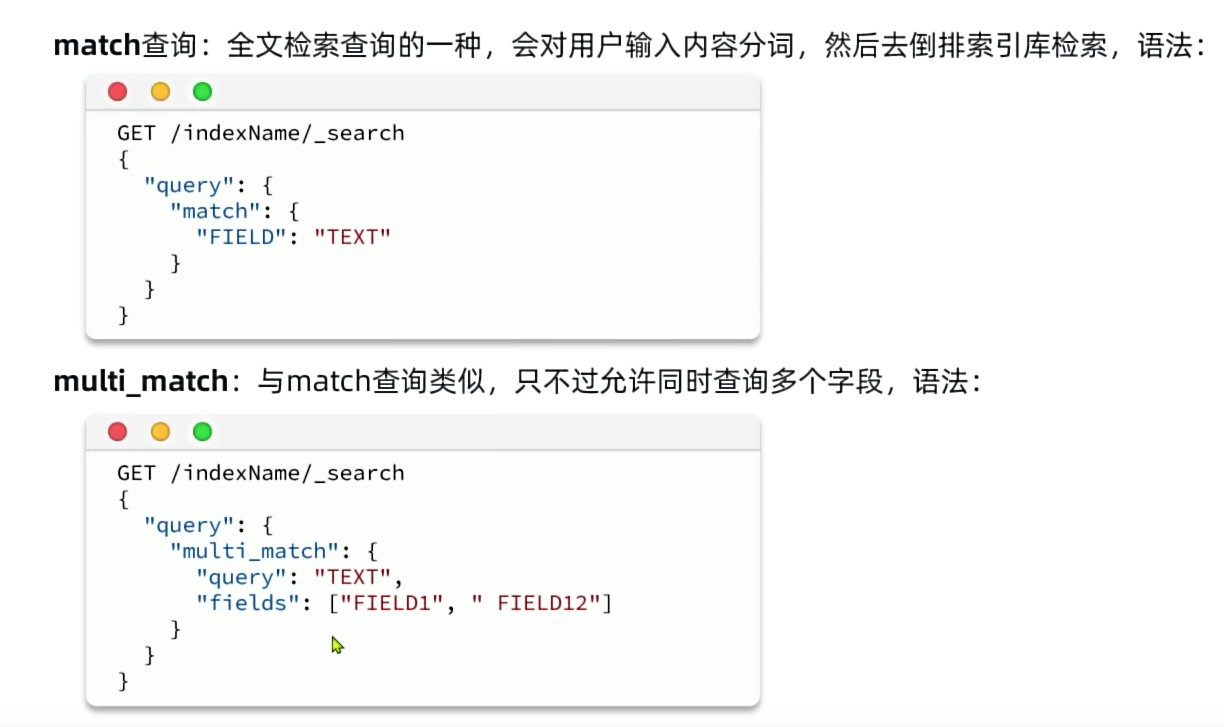 match查询：全文检索查询的一种，会对用户输入内容分词，然后去倒排索引库检索，语法：
GET /indexName/_search
{
  "query": {
    "match": {
      "FIELD": "TEXT"
    }
  }
}
multi_match：与match查询类似，只不过允许同时查询多个字段，语法：
GET /indexName/_search
{
  "query": {
    "multi_match": {
      "query": "TEXT",
      "fields": ["FIELD1", " FIELD12"]
    }
  }
}